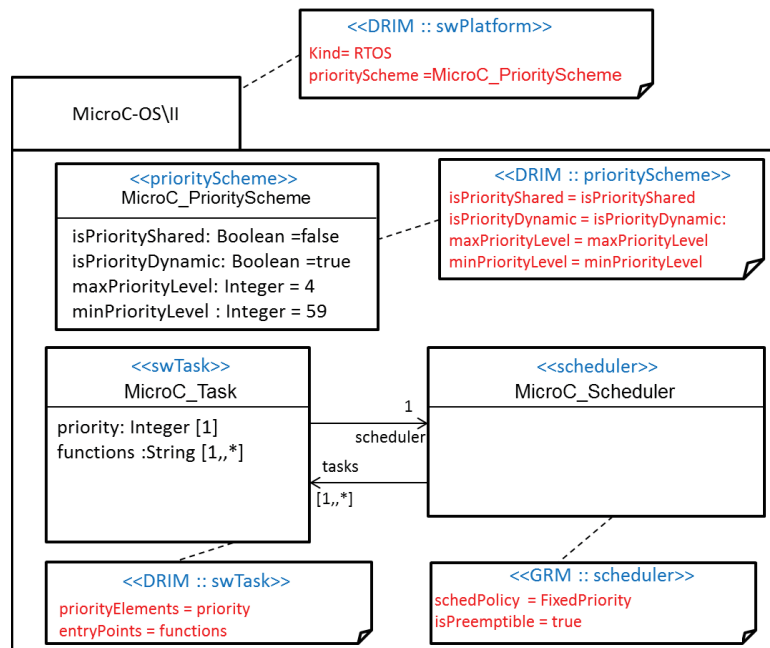 <<DRIM :: swPlatform>>
Kind= RTOS
priorityScheme =MicroC_PriorityScheme
MicroC-OS\II
<<priorityScheme>>
MicroC_PriorityScheme
isPriorityShared: Boolean =false
isPriorityDynamic: Boolean =true
maxPriorityLevel: Integer = 4
minPriorityLevel : Integer = 59
<<DRIM :: priorityScheme>>
isPriorityShared = isPriorityShared
isPriorityDynamic = isPriorityDynamic:
maxPriorityLevel = maxPriorityLevel
minPriorityLevel = minPriorityLevel
<<swTask>>
MicroC_Task
priority: Integer [1]
functions :String [1,,*]
1
scheduler
tasks
[1,,*]
<<scheduler>>
MicroC_Scheduler
<<DRIM :: swTask>>
priorityElements = priority
entryPoints = functions
<<GRM :: scheduler>>
schedPolicy = FixedPriority
isPreemptible = true